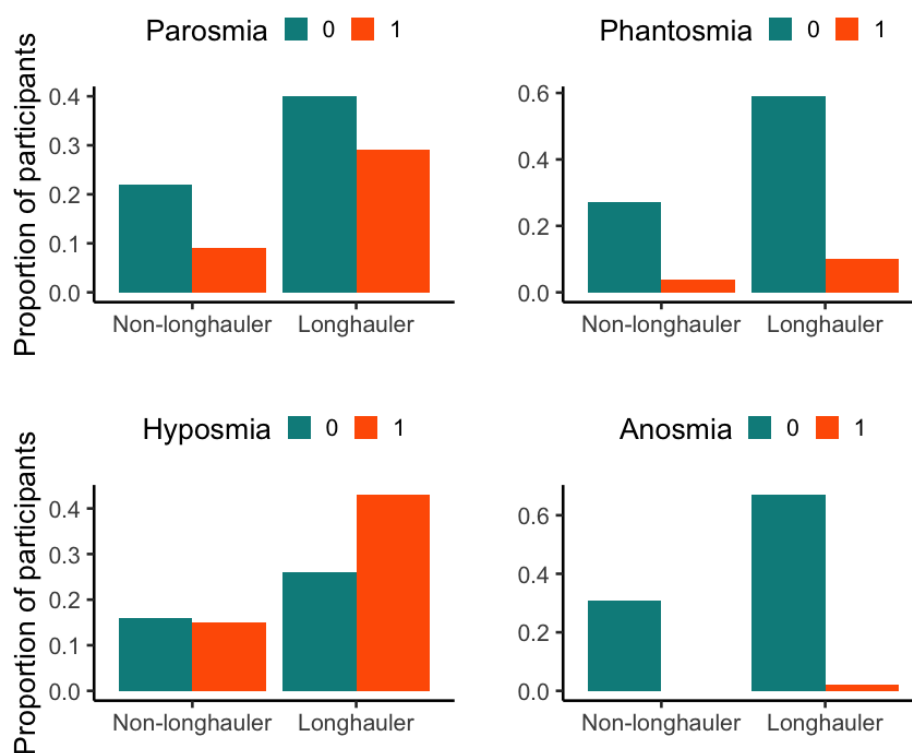 Parosmia 0 1
Proportion of participants
0.4
0.3
0.2
0.1
0.0
Non-longhauler Longhauler
Phantosmia 0 1
0.6
0.4
0.2
0.0
Non-longhauler Longhauler
Hyposmia 0 1
Proportion of participants
0.4
0.3
0.2
0.1
0.0
Non-longhauler Longhauler
Anosmia 0 1
0.6
0.4
0.2
0.0
Non-longhauler Longhauler